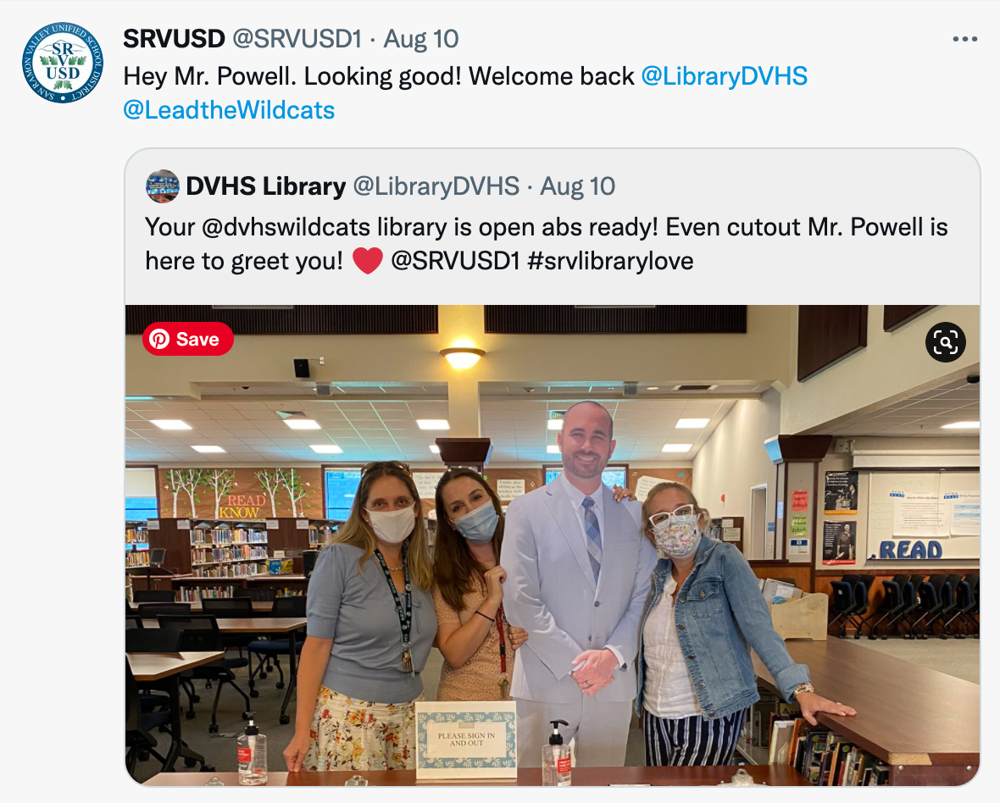 SAN RAMON VALLEY UNIFIED SCHOOL DISTRICT
SR
V
USD
SRVUSD @SRVUSD1 · Aug 10
Hey Mr. Powell. Looking good! Welcome back @LibraryDVHS
@LeadtheWildcats
DVHS Library @LibraryDVHS · Aug 10
Your @dvhswildcats library is open abs ready! Even cutout Mr. Powell is
here to greet you! ❤️ @SRVUSD1 #srvlibrarylove
Save
READ
KNOW
READ
PLEASE SIGN IN
AND OUT